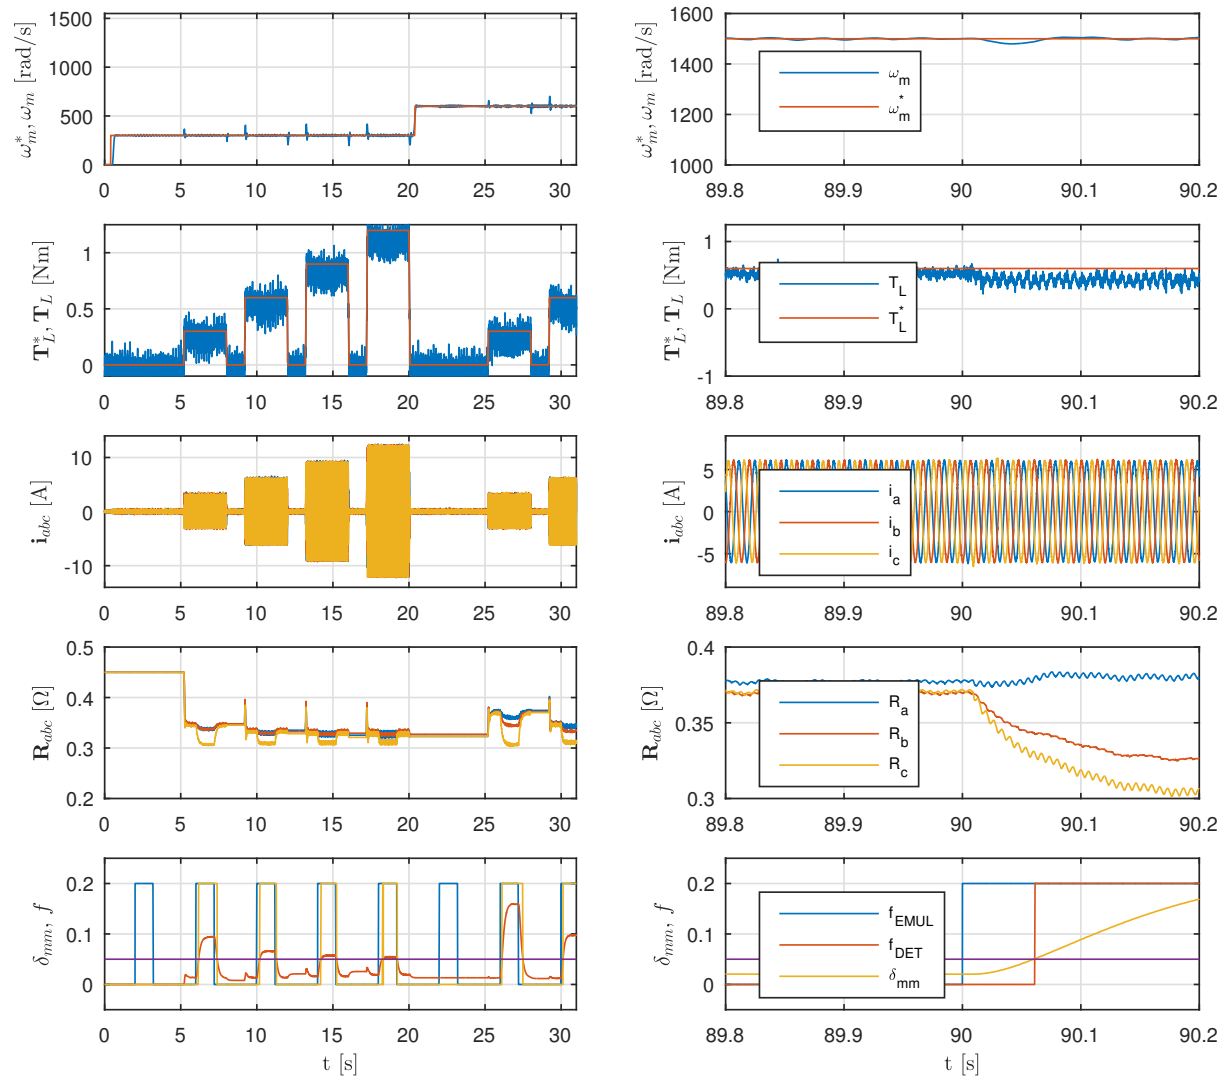 ω*m, ωm [rad/s]
1500
1000
500
0
0 5 10 15 20 25 30
1600
1400
1200
1000
ω*m, ωm [rad/s]
ωm
ω*m
89.8 89.9 90 90.1 90.2
T*L, TL [Nm]
1
0.5
0
0 5 10 15 20 25 30
T*L, TL [Nm]
1
0
-1
TL
T*L
89.8 89.9 90 90.1 90.2
iabc [A]
10
0
-10
0 5 10 15 20 25 30
iabc [A]
5
0
-5
ia
ib
ic
89.8 89.9 90 90.1 90.2
Rabc [Ω]
0.5
0.4
0.3
0.2
0 5 10 15 20 25 30
Rabc [Ω]
0.4
0.35
0.3
Ra
Rb
Rc
89.8 89.9 90 90.1 90.2
δmm, f
0.2
0.1
0
0 5 10 15 20 25 30
t [s]
δmm, f
0.2
0.1
0
fEMUL
fDET
δmm
89.8 89.9 90 90.1 90.2
t [s]